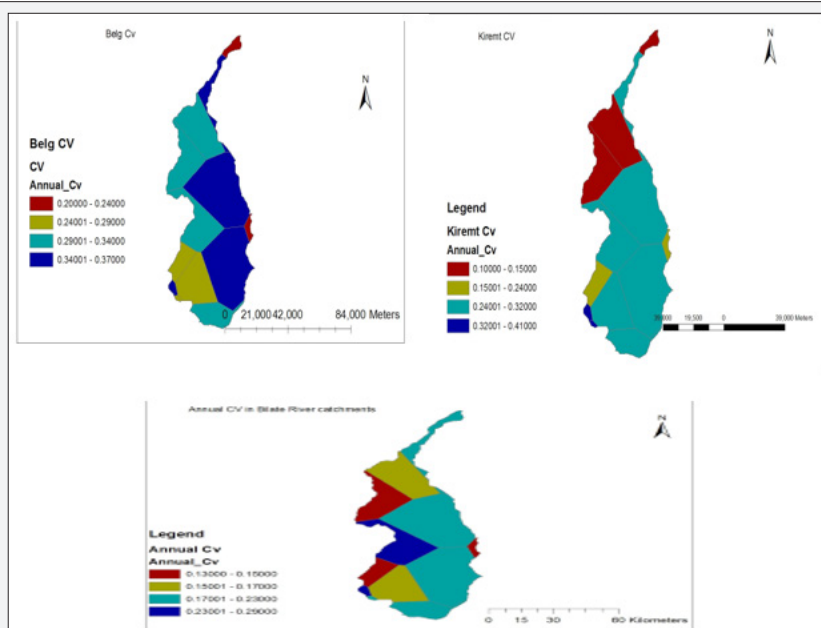 Belg Cv
N
Belg CV
CV
Annual_Cv
0.20000 - 0.24000
0.24001 - 0.29000
0.29001 - 0.34000
0.34001 - 0.37000
0 21,000 42,000 84,000 Meters
Kiremt CV
N
Legend
Kiremt CV
Annual_Cv
0.10000 - 0.15000
0.15001 - 0.24000
0.24001 - 0.32000
0.32001 - 0.41000
19,500 0 39,000 Meters
Annual CV in Bilate River catchments
N
Legend
Annual Cv
Annual_Cv
0.13000 - 0.15000
0.15001 - 0.17000
0.17001 - 0.23000
0.23001 - 0.29000
0 15 30 60 Kilometers